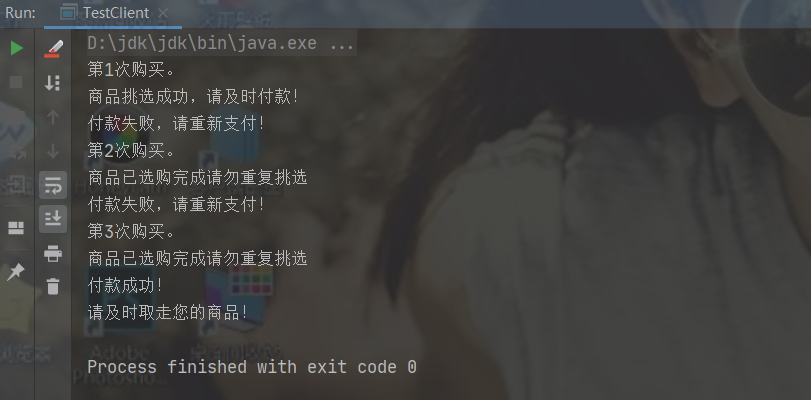 Run: TestClient
D:\jdk\jdk\bin\java.exe ...
第1次购买。
商品挑选成功，请及时付款！
付款失败，请重新支付！
第2次购买。
商品已选购完成请勿重复挑选
付款失败，请重新支付！
第3次购买。
商品已选购完成请勿重复挑选
付款成功！
请及时取走您的商品！
浏览器
Adobe
Photosho...
Process finished with exit code 0